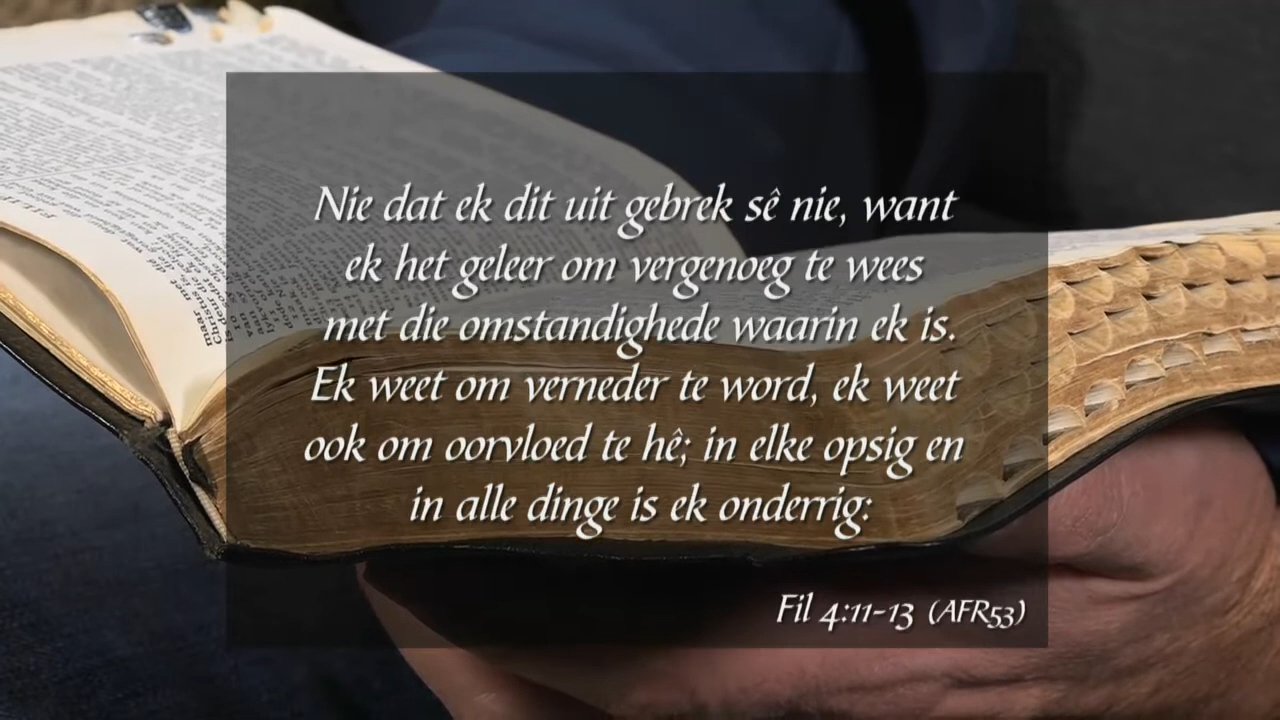 Nie dat ek dit uit gebrek sê nie, want
ek het geleer om vergenoeg te wees
met die omstandighede waarin ek is.
Ek weet om verneder te word, ek weet
ook om oorvloed te hê; in elke opsig en
in alle dinge is ek onderrig:
Fil 4:11-13 (AFR53)